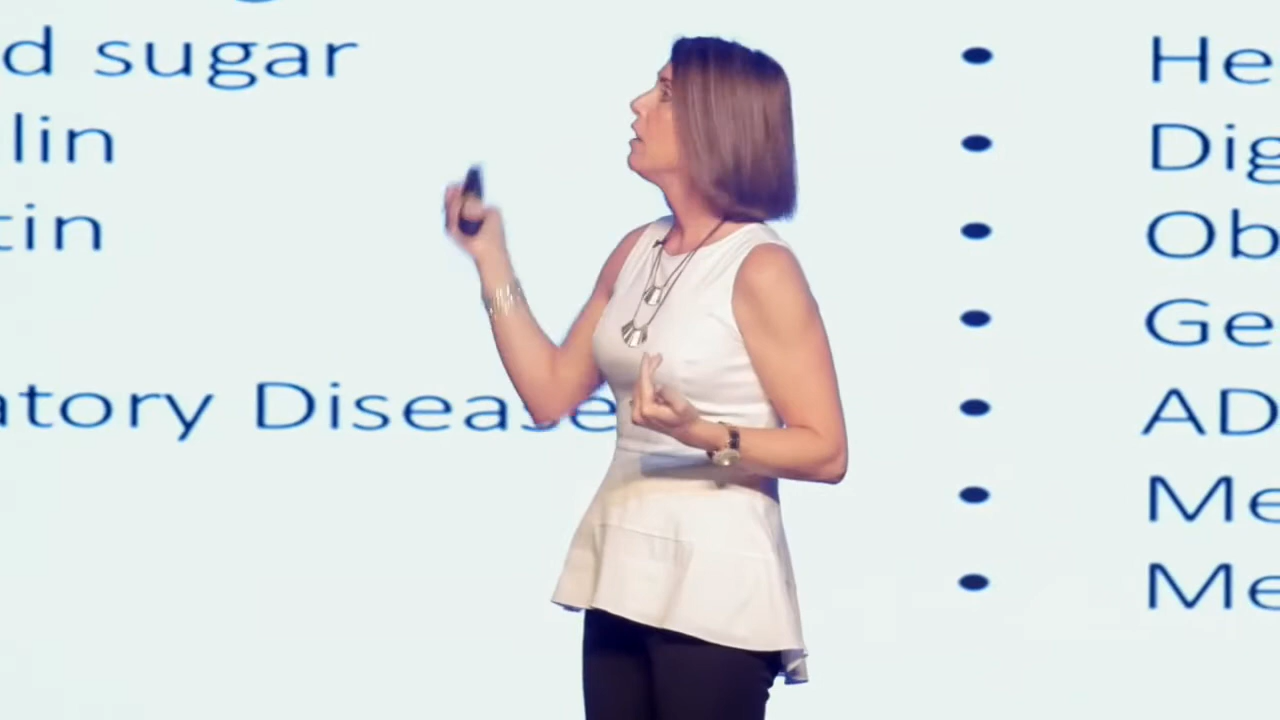 d sugar
lin
tin
atory Disease
• He
• Dig
• Ob
• Ge
• AD
• Me
• Me